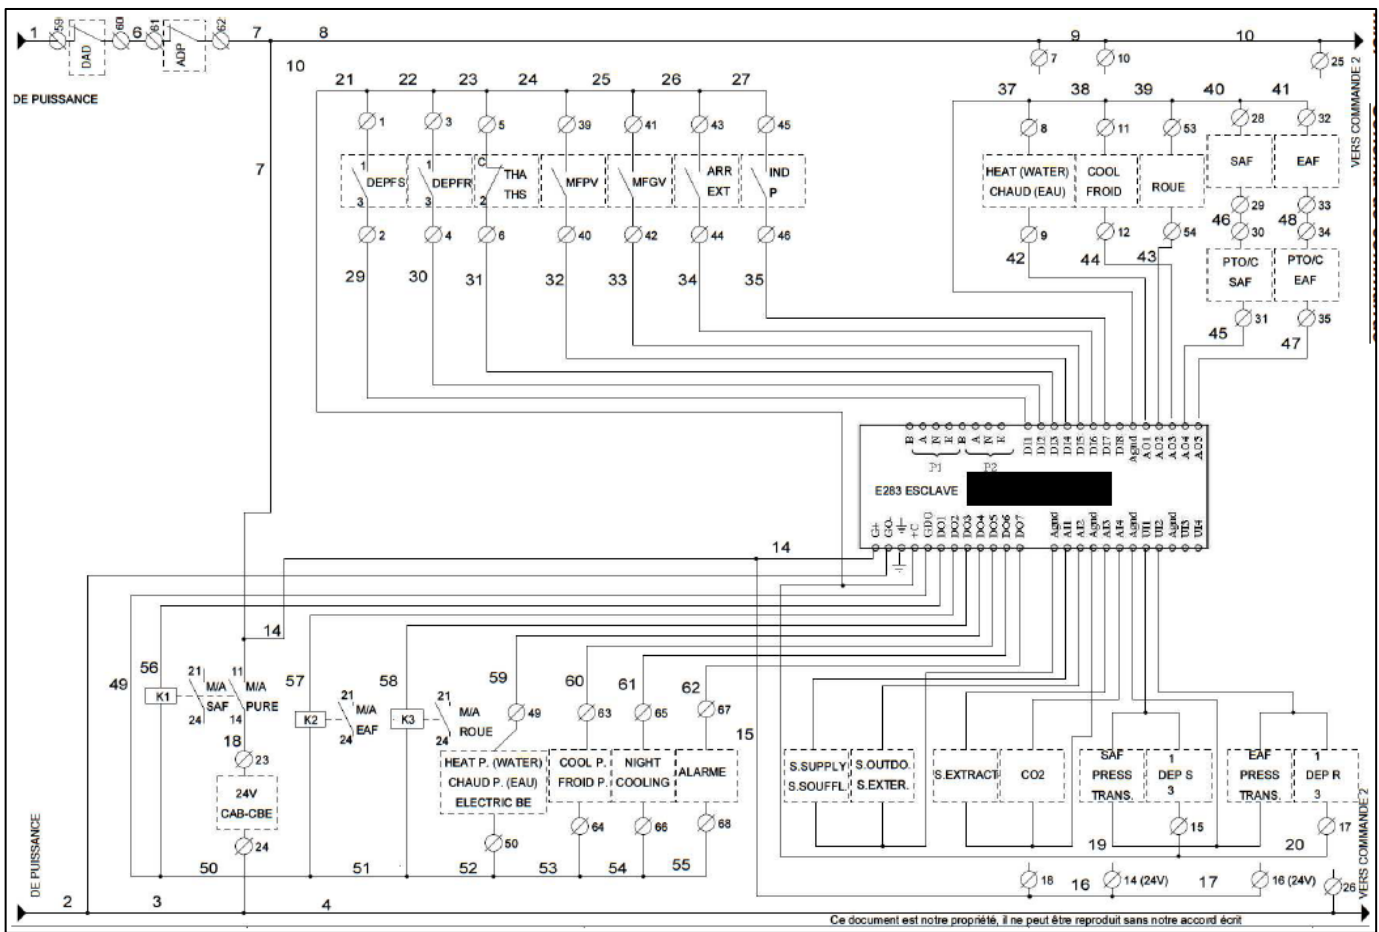 1 59 60 6 61 62 7 8 9 10
DAD ADP
7 10 25
DE PUISSANCE
VERS COMMANDE 2
10 21 22 23 24 25 26 27 37 38 39 40 41
1 3 5 39 41 43 45 8 11 53 28 32
7
1 1 C
DEPFS DEPFR THA THS MFPV MFGV ARR EXT IND P
3 3 2
HEAT (WATER) CHAUD (EAU)
COOL FROID
ROUE
SAF EAF
29 33
46 30 48 34
2 4 6 40 42 44 46 9 12 54
29 30 31 32 33 34 35 42 44 43
PTO/C SAF
PTO/C EAF
31 35
45 47
B A N E B A N E DI1 DI2 DI3 DI4 DI5 DI6 DI7 DI8 Agnd AO1 AO2 AO3 AO4 AO5
P1 P2
E283 ESCLAVE
G+ GO- +C GDO DO1 DO2 DO3 DO4 DO5 DO6 DO7 Agnd AI1 AI2 Agnd AI3 AI4 Agnd UI1 UI2 Agnd UI3 UI4
14
14
49 56 57 58 59 60 61 62 15
K1 21 M/A SAF 24
11 M/A PURE 14
K2 21 M/A EAF 24
K3 21 M/A ROUE 24
49 63 65 67
18 23
24V
CAB-CBE
24
HEAT P. (WATER)
CHAUD P. (EAU)
ELECTRIC BE
COOL P.
FROID P.
NIGHT
COOLING
ALARME
50 64 66 68
S.SUPPLY
S.SOUFFL.
S.OUTDO.
S.EXTER.
S.EXTRACT
CO2
SAF
PRESS
TRANS.
1
DEP S
3
EAF
PRESS
TRANS.
1
DEP R
3
15 17
19 20
50 51 52 53 54 55
18 16 14 (24V) 17 16 (24V) 26
DE PUISSANCE
VERS COMMANDE 2
2 3 4
Ce document est notre propriété, il ne peut être reproduit sans notre accord écrit